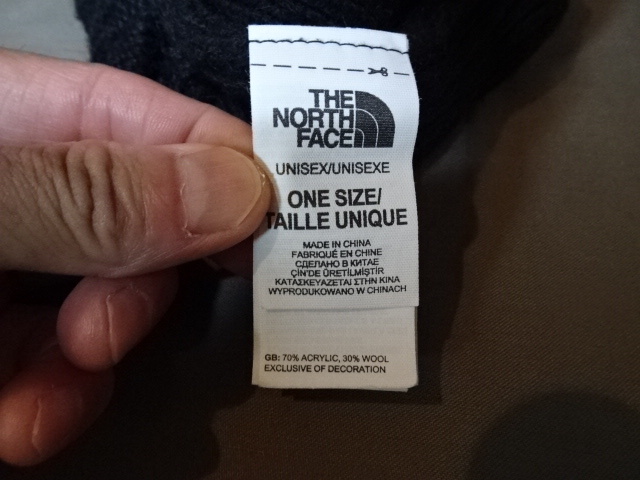 THE
NORTH
FACE
UNISEX/UNISEXE
ONE SIZE/
TAILLE UNIQUE
MADE IN CHINA
FABRIQUÉ EN CHINE
СДЕЛАНО В КИТАЕ
ÇİN'DE ÜRETİLMİŞTİR
ΚΑΤΑΣΚΕΥΑΖΕΤΑΙ ΣΤΗΝ ΚΙΝΑ
WYPRODUKOWANO W CHINACH
GB: 70% ACRYLIC, 30% WOOL
EXCLUSIVE OF DECORATION